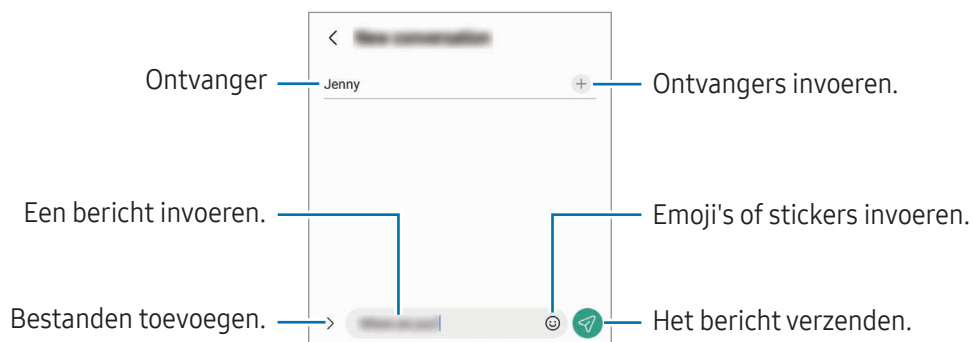 Ontvanger
Jenny
Ontvangers invoeren.
Een bericht invoeren.
Emoji's of stickers invoeren.
Bestanden toevoegen.
Het bericht verzenden.